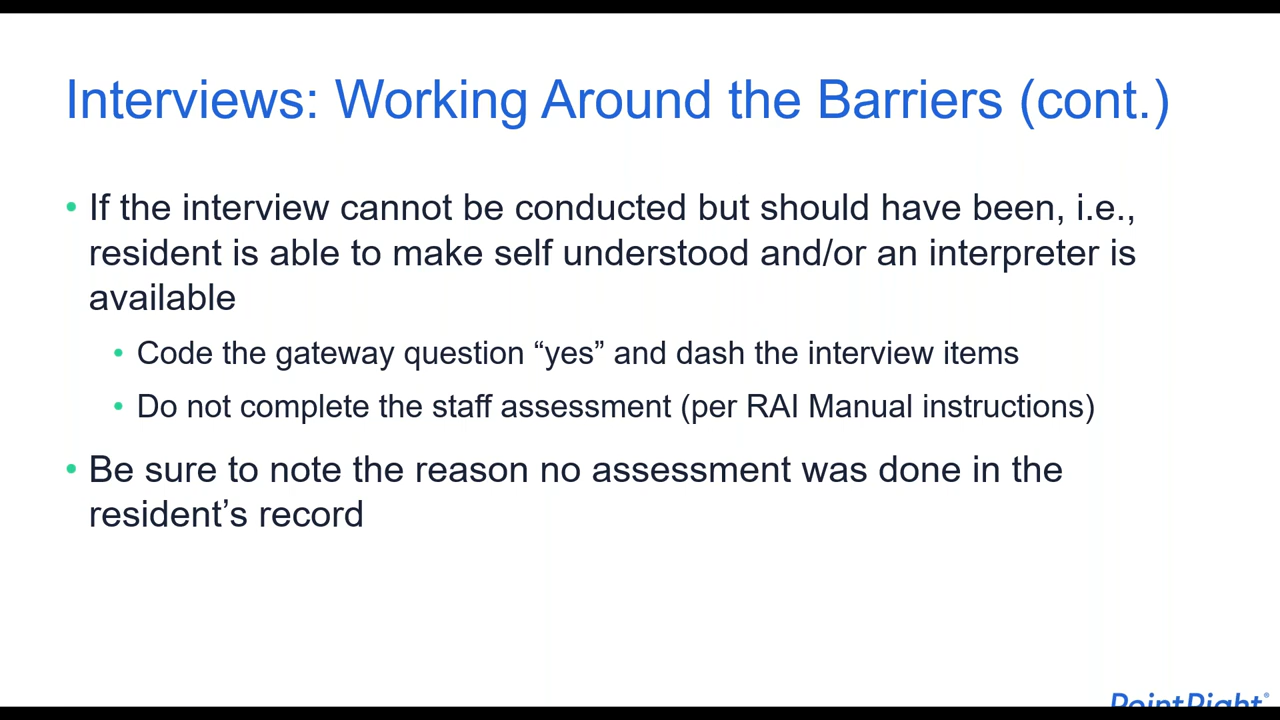 Interviews: Working Around the Barriers (cont.)
• If the interview cannot be conducted but should have been, i.e.,
resident is able to make self understood and/or an interpreter is
available
• Code the gateway question “yes” and dash the interview items
• Do not complete the staff assessment (per RAI Manual instructions)
• Be sure to note the reason no assessment was done in the
resident’s record
PointRight®